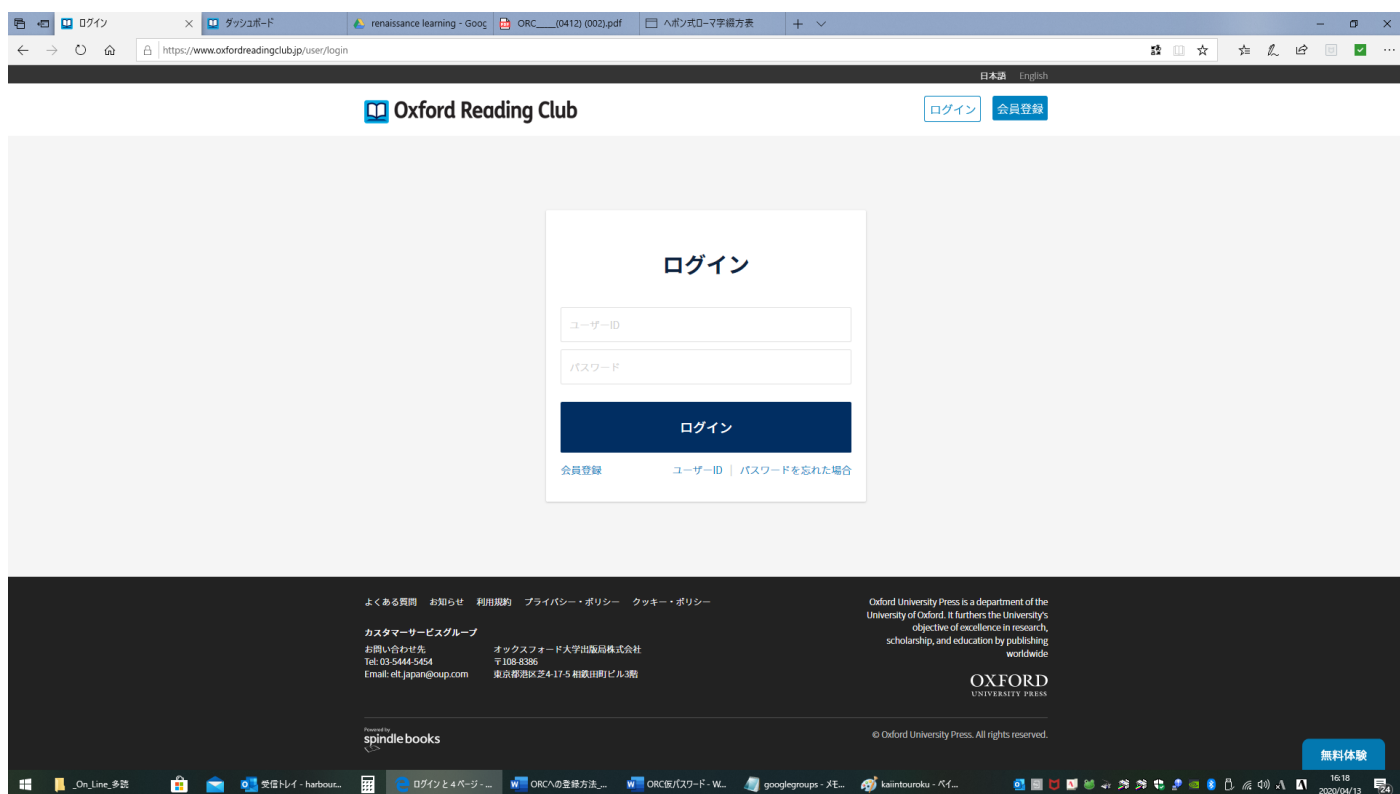 ログイン
ダッシュボード
renaissance learning - Goog
ORC____(0412) (002).pdf
ヘボン式ローマ字綴方表
https://www.oxfordreadingclub.jp/user/login
日本語 English
Oxford Reading Club
ログイン
会員登録
ログイン
ユーザーID
パスワード
ログイン
会員登録
ユーザーID | パスワードを忘れた場合
よくある質問 お知らせ 利用規約 プライバシー・ポリシー クッキー・ポリシー
カスタマーサービスグループ
お問い合わせ先
Tel: 03-5444-5454
Email: elt.japan@oup.com
オックスフォード大学出版局株式会社
〒108-8386
東京都港区芝4-17-5 相鉄田町ビル3階
Oxford University Press is a department of the
University of Oxford. It furthers the University's
objective of excellence in research,
scholarship, and education by publishing
worldwide
OXFORD
UNIVERSITY PRESS
Powered by
spindlebooks
© Oxford University Press. All rights reserved.
無料体験
_On_Line_多読
受信トレイ - harbour...
ログインと 4 ページ - ...
ORCへの登録方法_...
ORC仮パスワード - W...
googlegroups - メモ...
kaiintouroku - ペイ...
16:18
2020/04/13
24